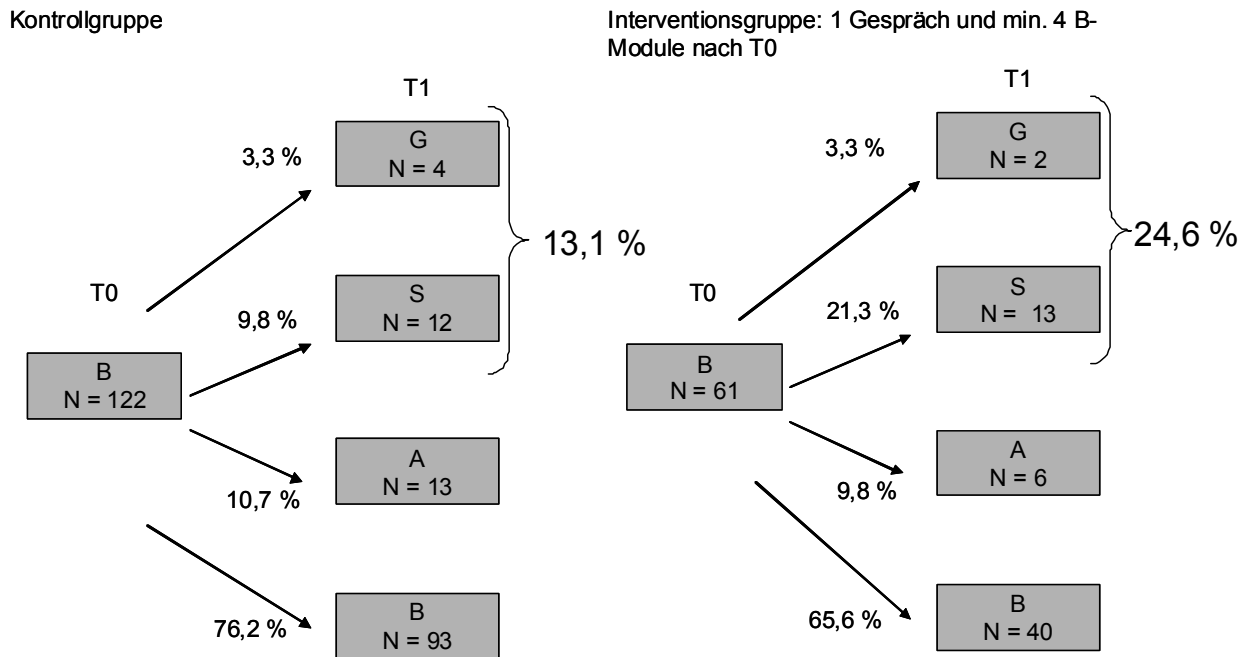 Kontrollgruppe
T1
G
N = 4
3,3 %
13,1 %
S
N = 12
9,8 %
T0
B
N = 122
A
N = 13
10,7 %
B
N = 93
76,2 %
Interventionsgruppe: 1 Gespräch und min. 4 B-
Module nach T0
T1
G
N = 2
3,3 %
24,6 %
S
N = 13
21,3 %
T0
B
N = 61
A
N = 6
9,8 %
B
N = 40
65,6 %